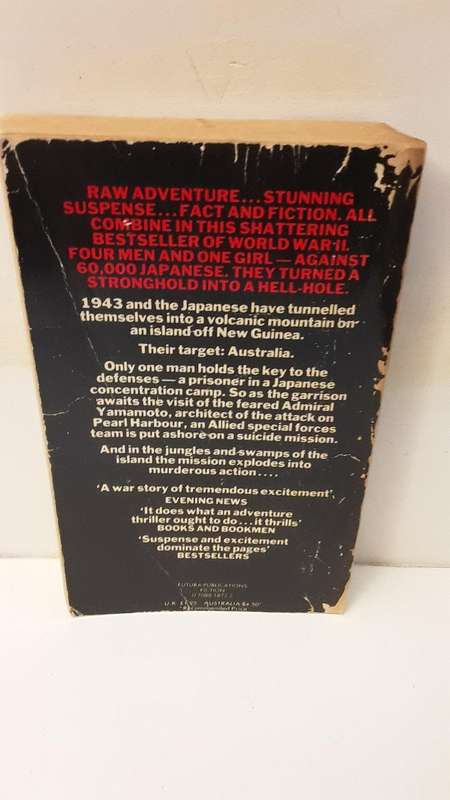 RAW ADVENTURE...STUNNING
SUSPENSE...FACT AND FICTION. ALL
COMBINE IN THIS SHATTERING
BESTSELLER OF WORLD WAR II.
FOUR MEN AND ONE GIRL — AGAINST
60,000 JAPANESE. THEY TURNED A
STRONGHOLD INTO A HELL-HOLE.
1943 and the Japanese have tunnelled
themselves into a volcanic mountain on
an island off New Guinea.
Their target: Australia.
Only one man holds the key to the
defenses — a prisoner in a Japanese
concentration camp. So as the garrison
awaits the visit of the feared Admiral
Yamamoto, architect of the attack on
Pearl Harbour, an Allied special forces
team is put ashore on a suicide mission.
And in the jungles and swamps of the
island the mission explodes into
murderous action....
'A war story of tremendous excitement',
EVENING NEWS
'It does what an adventure
thriller ought to do...it thrills'
BOOKS AND BOOKMEN
'Suspense and excitement
dominate the pages'
BESTSELLERS
FUTURA PUBLICATIONS
FICTION
U.K. AUSTRALIA
*Recommended Price